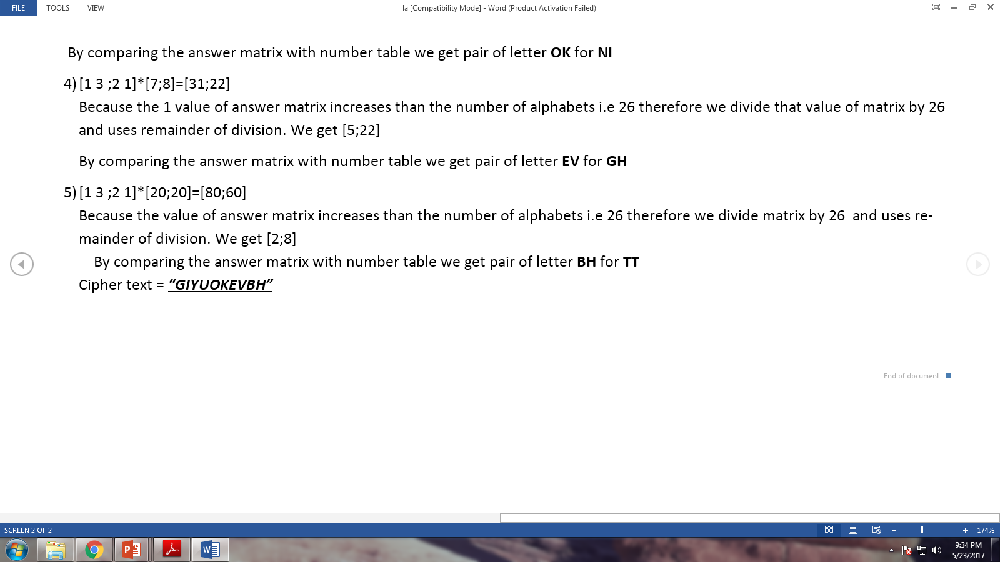 FILE TOOLS VIEW Ia [Compatibility Mode] - Word (Product Activation Failed)
By comparing the answer matrix with number table we get pair of letter OK for NI
4) [1 3 ;2 1]*[7;8]=[31;22]
Because the 1 value of answer matrix increases than the number of alphabets i.e 26 therefore we divide that value of matrix by 26
and uses remainder of division. We get [5;22]
By comparing the answer matrix with number table we get pair of letter EV for GH
5) [1 3 ;2 1]*[20;20]=[80;60]
Because the value of answer matrix increases than the number of alphabets i.e 26 therefore we divide matrix by 26  and uses re-
mainder of division. We get [2;8]
By comparing the answer matrix with number table we get pair of letter BH for TT
Cipher text = “GIYUOKEVBH”
End of document
SCREEN 2 OF 2 174%
9:34 PM
5/23/2017